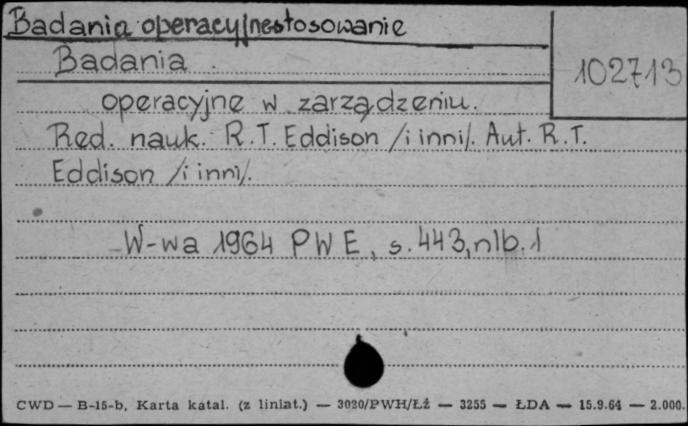 Badania operacyjne stosowanie
Badania
102713
operacyjne w zarządzeniu.
Red. nauk. R.T. Eddison /i inni/. Aut. R.T.
Eddison /i inni/.
W-wa 1964 PWE, s. 443, nlb. 1
CWD — B-15-b, Karta katal. (z liniat.) — 3020/PWH/Łź — 3255 — ŁDA — 15.9.64 — 2.000.